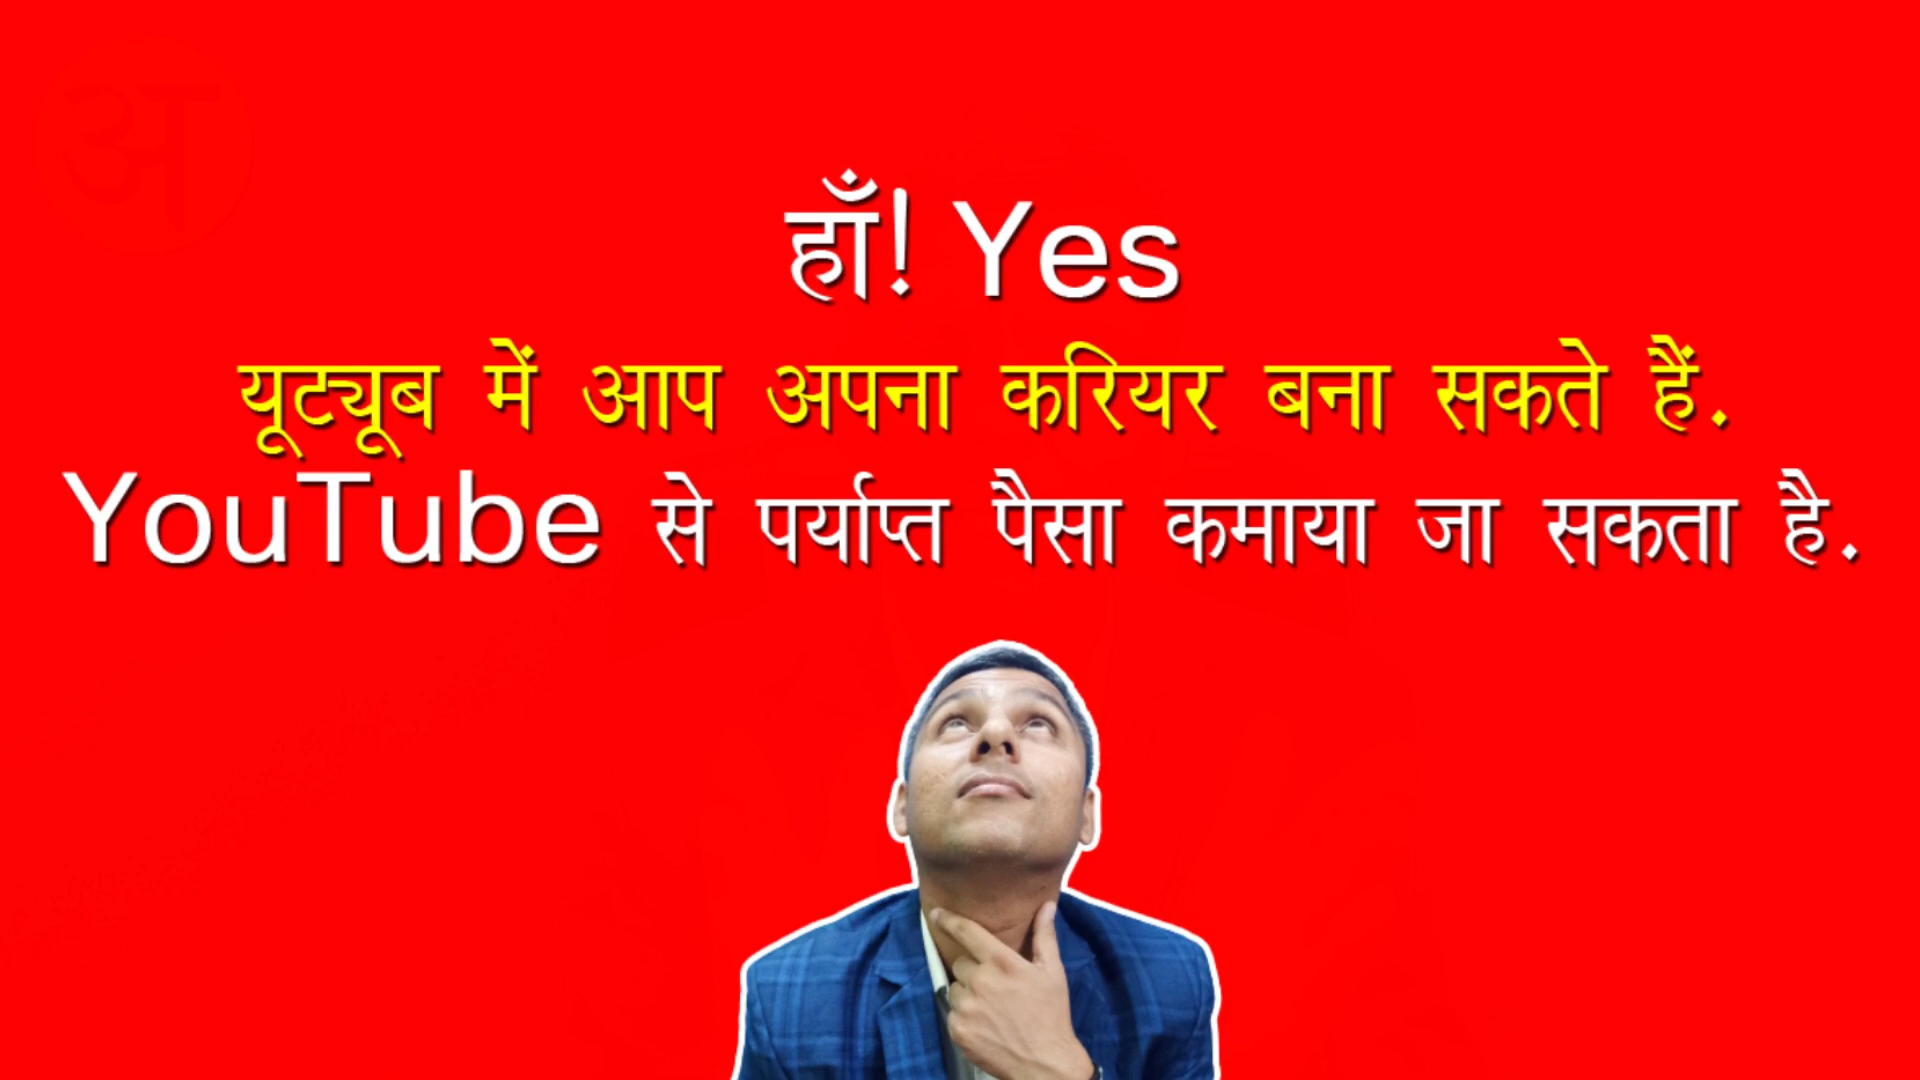 अ
हाँ! Yes
यूट्यूब में आप अपना करियर बना सकते हैं.
YouTube से पर्याप्त पैसा कमाया जा सकता है.